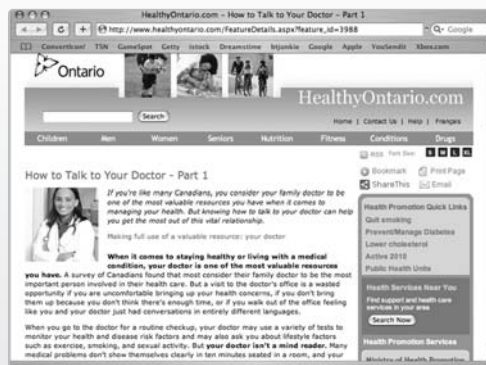 HealthyOntario.com – How to Talk to Your Doctor – Part 1
http://www.healthyontario.com/FeatureDetails.aspx?feature_id=3988
Google
ConvertIcon! TSN GameSpot Getty istock Dreamstime btjunkie Google Apple YouSendit Xbox.com
Ontario
HealthyOntario.com
Search
Home | Contact Us | Help | Français
Children Men Women Seniors Nutrition Fitness Conditions Drugs
RSS Font Size: S M L XL
Bookmark Print Page
ShareThis Email
How to Talk to Your Doctor – Part 1
If you're like many Canadians, you consider your family doctor to be
one of the most valuable resources you have when it comes to
managing your health. But knowing how to talk to your doctor can help
you get the most out of this vital relationship.
Making full use of a valuable resource: your doctor
When it comes to staying healthy or living with a medical
condition, your doctor is one of the most valuable resources
you have. A survey of Canadians found that most consider their family doctor to be the most
important person involved in their health care. But a visit to the doctor's office is a wasted
opportunity if you are uncomfortable bringing up your health concerns, if you don't bring
them up because you don't think there's enough time, or if you walk out of the office feeling
like you and your doctor just had conversations in entirely different languages.
When you go to the doctor for a routine checkup, your doctor may use a variety of tests to
monitor your health and disease risk factors and may also ask you about lifestyle factors
such as exercise, smoking, and sexual activity. But your doctor isn't a mind reader. Many
medical problems don't show themselves clearly in ten minutes seated in a room, and your
Health Promotion Quick Links
Quit smoking
Prevent/Manage Diabetes
Lower cholesterol
Active 2010
Public Health Units
Health Services Near You
Find support and health care
services in your area
Search Now
Health Promotion Services
Ministry of Health Promotion